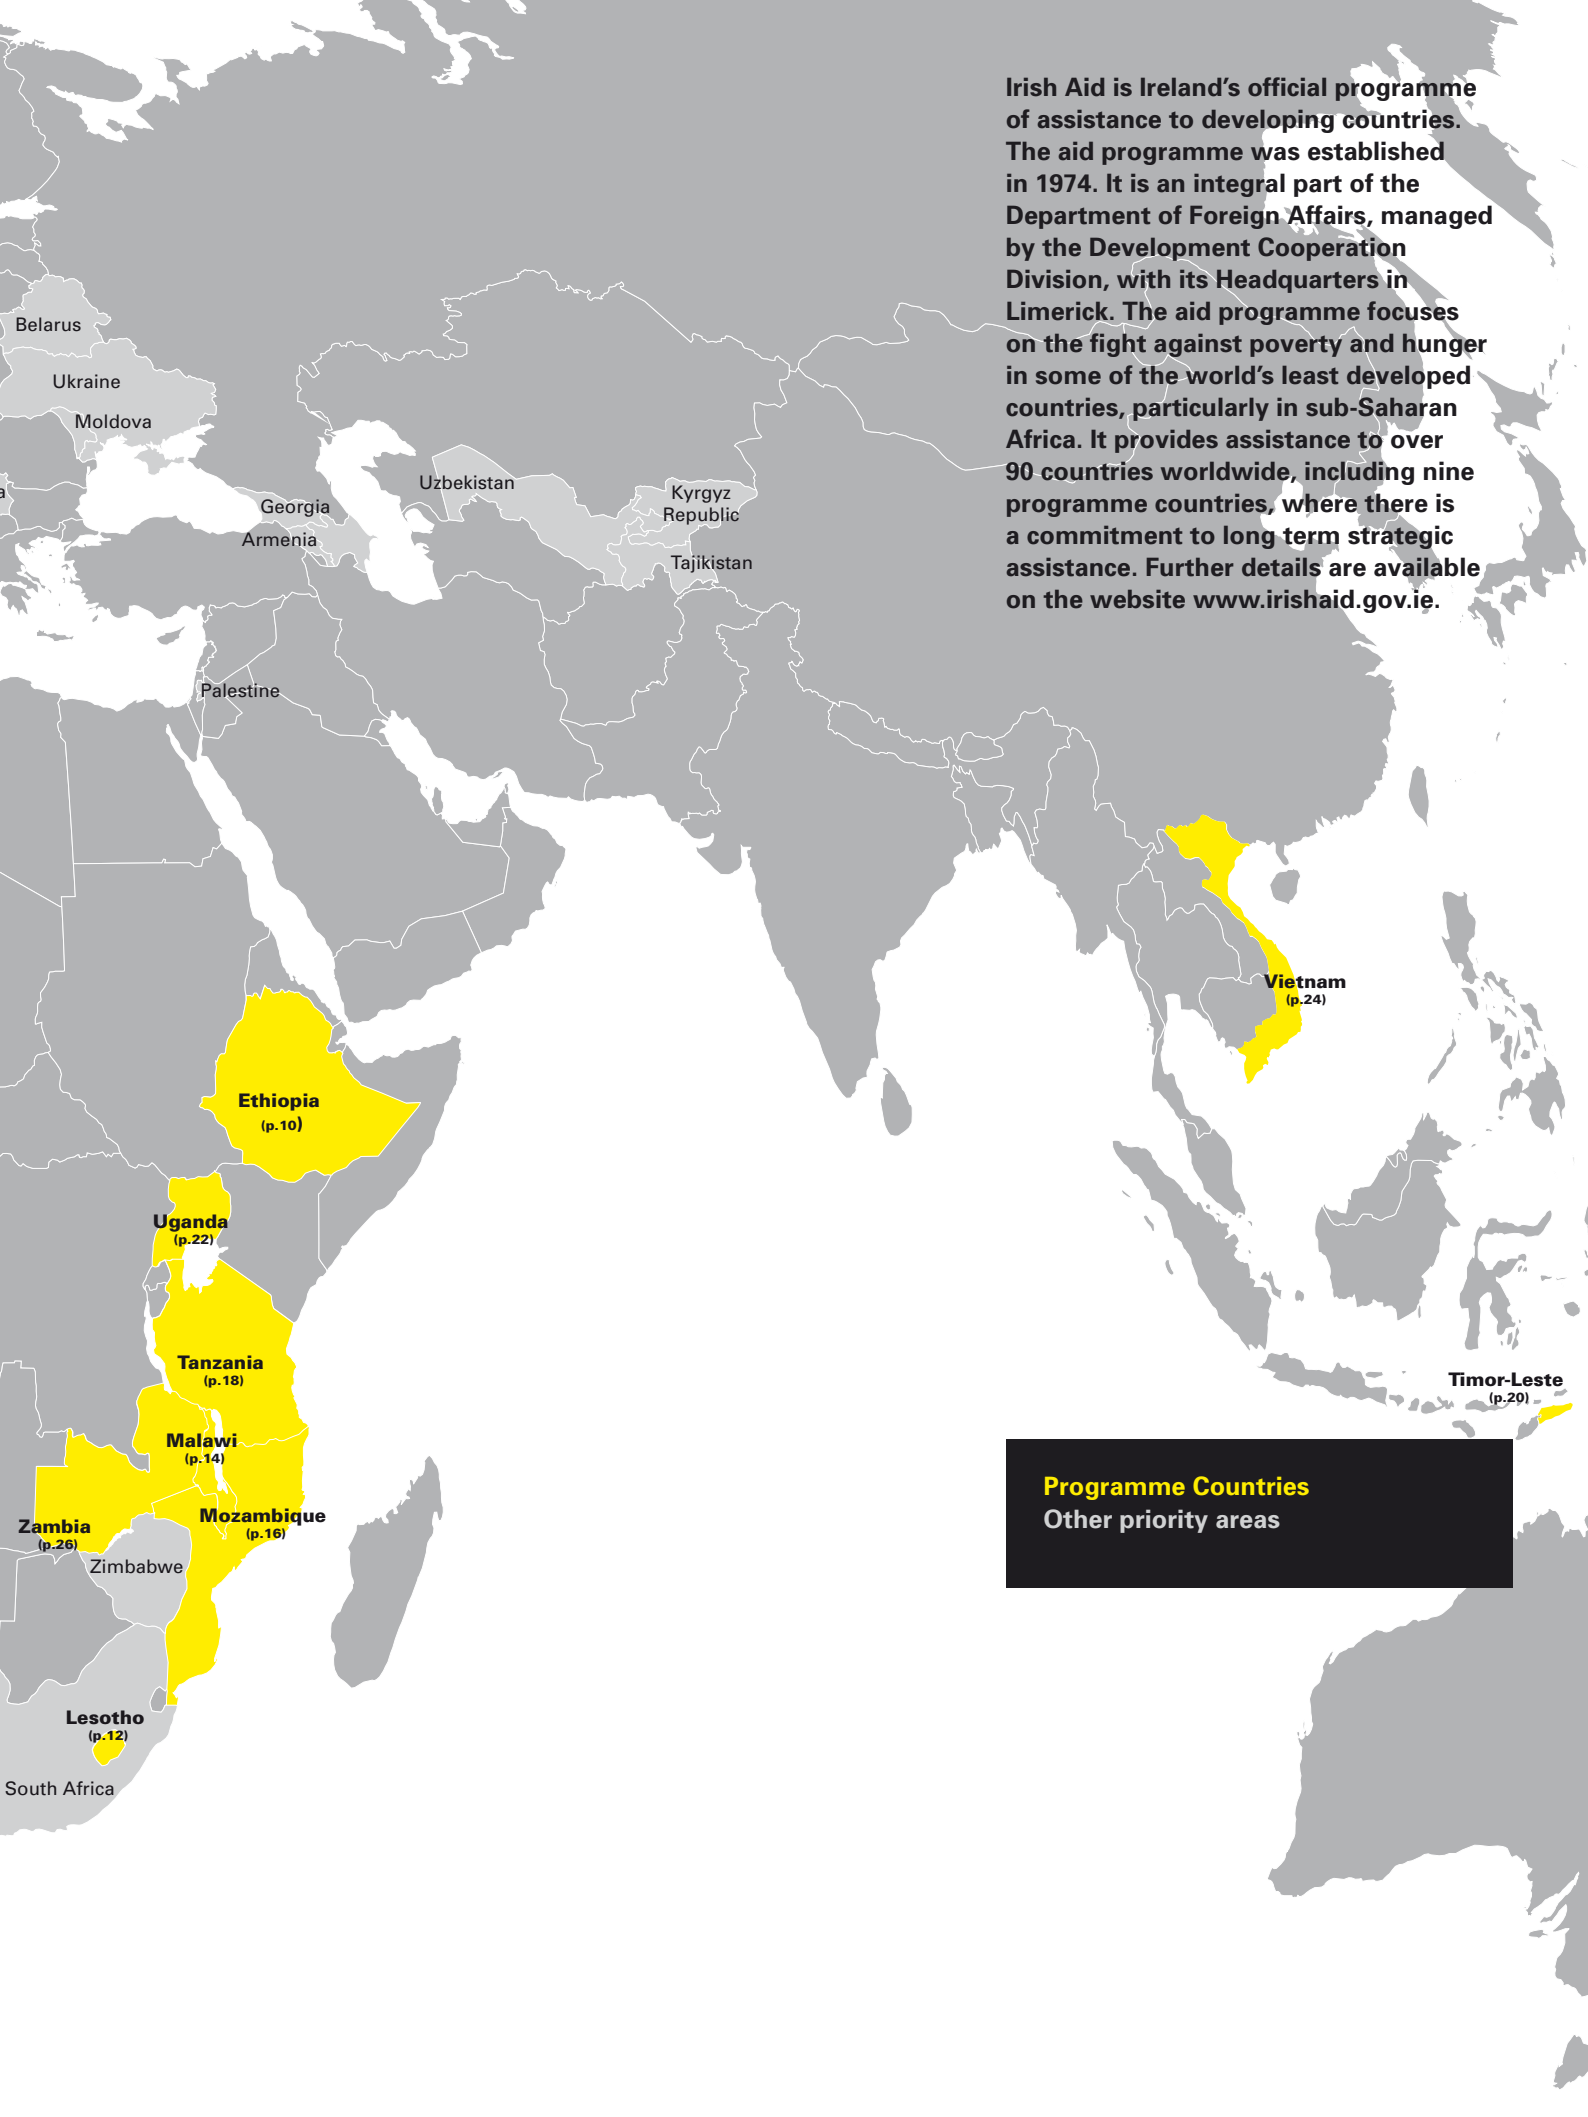 Irish Aid is Ireland’s official programme
of assistance to developing countries.
The aid programme was established
in 1974. It is an integral part of the
Department of Foreign Affairs, managed
by the Development Cooperation
Division, with its Headquarters in
Limerick. The aid programme focuses
on the fight against poverty and hunger
in some of the world’s least developed
countries, particularly in sub-Saharan
Africa. It provides assistance to over
90 countries worldwide, including nine
programme countries, where there is
a commitment to long term strategic
assistance. Further details are available
on the website www.irishaid.gov.ie.
Belarus
Ukraine
Moldova
a
Georgia
Armenia
Uzbekistan
Kyrgyz
Republic
Tajikistan
Palestine
Vietnam
(p.24)
Ethiopia
(p.10)
Uganda
(p.22)
Tanzania
(p.18)
Malawi
(p.14)
Mozambique
(p.16)
Zambia
(p.26)
Zimbabwe
Lesotho
(p.12)
South Africa
Timor-Leste
(p.20)
Programme Countries
Other priority areas